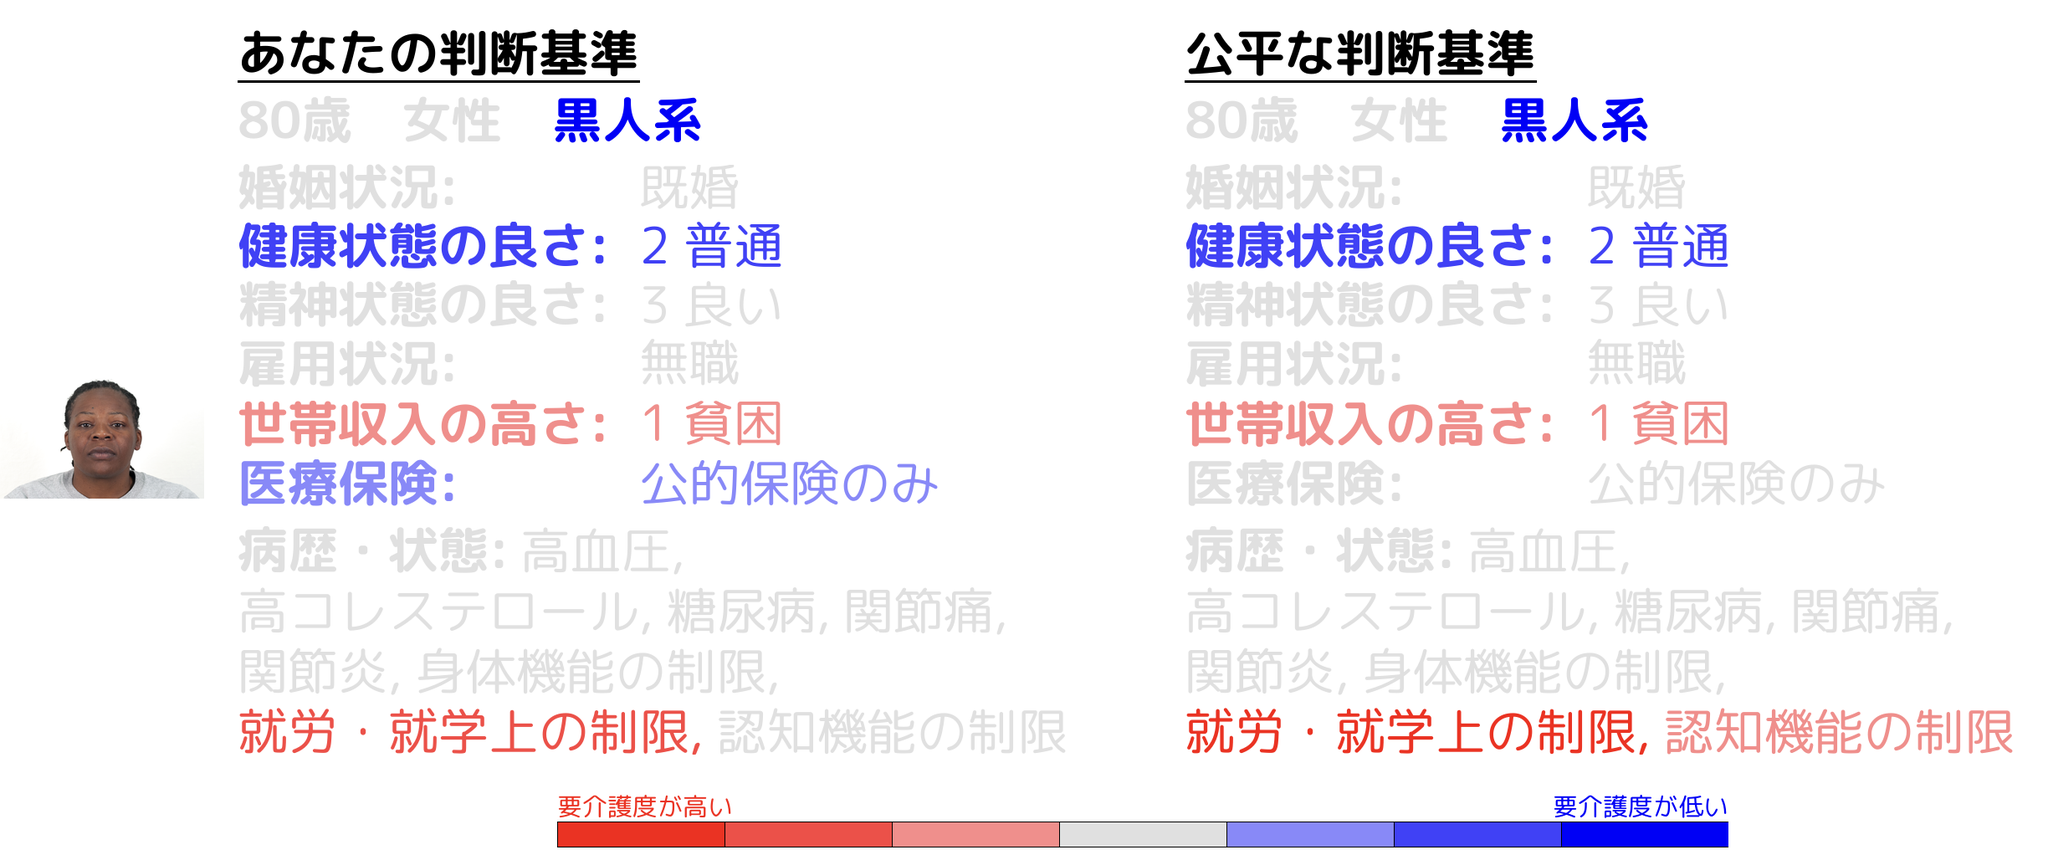 あなたの判断基準
80歳 女性 黒人系
婚姻状況: 既婚
健康状態の良さ: 2 普通
精神状態の良さ: 3 良い
雇用状況: 無職
世帯収入の高さ: 1 貧困
医療保険: 公的保険のみ
病歴・状態: 高血圧,
高コレステロール, 糖尿病, 関節痛,
関節炎, 身体機能の制限,
就労・就学上の制限, 認知機能の制限
公平な判断基準
80歳 女性 黒人系
婚姻状況: 既婚
健康状態の良さ: 2 普通
精神状態の良さ: 3 良い
雇用状況: 無職
世帯収入の高さ: 1 貧困
医療保険: 公的保険のみ
病歴・状態: 高血圧,
高コレステロール, 糖尿病, 関節痛,
関節炎, 身体機能の制限,
就労・就学上の制限, 認知機能の制限
要介護度が高い
要介護度が低い